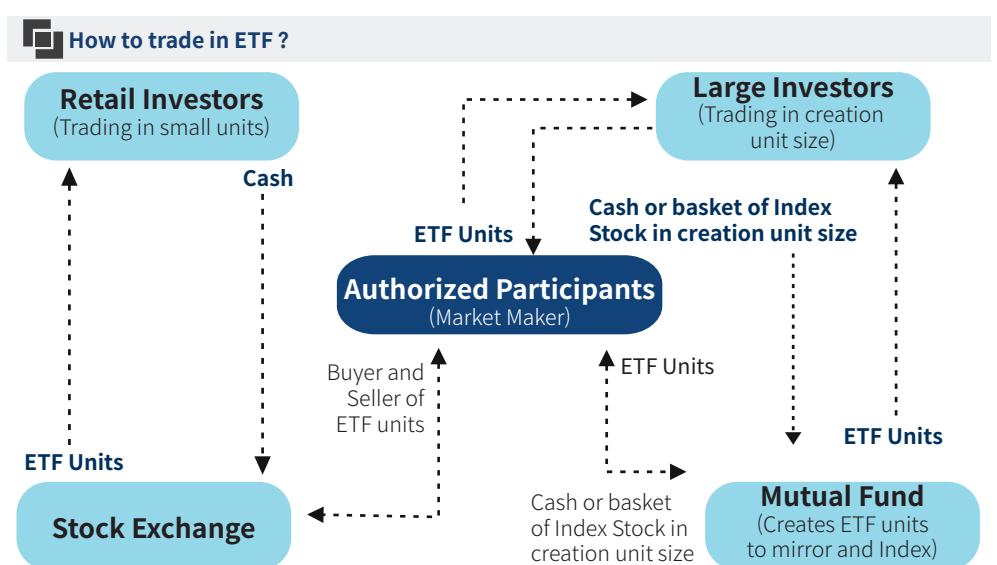 How to trade in ETF ?
Retail Investors
(Trading in small units)
Large Investors
(Trading in creation
unit size)
Cash
Cash or basket of Index
Stock in creation unit size
ETF Units
Authorized Participants
(Market Maker)
Buyer and
Seller of
ETF units
ETF Units
ETF Units
ETF Units
Stock Exchange
Cash or basket
of Index Stock in
creation unit size
Mutual Fund
(Creates ETF units
to mirror and Index)